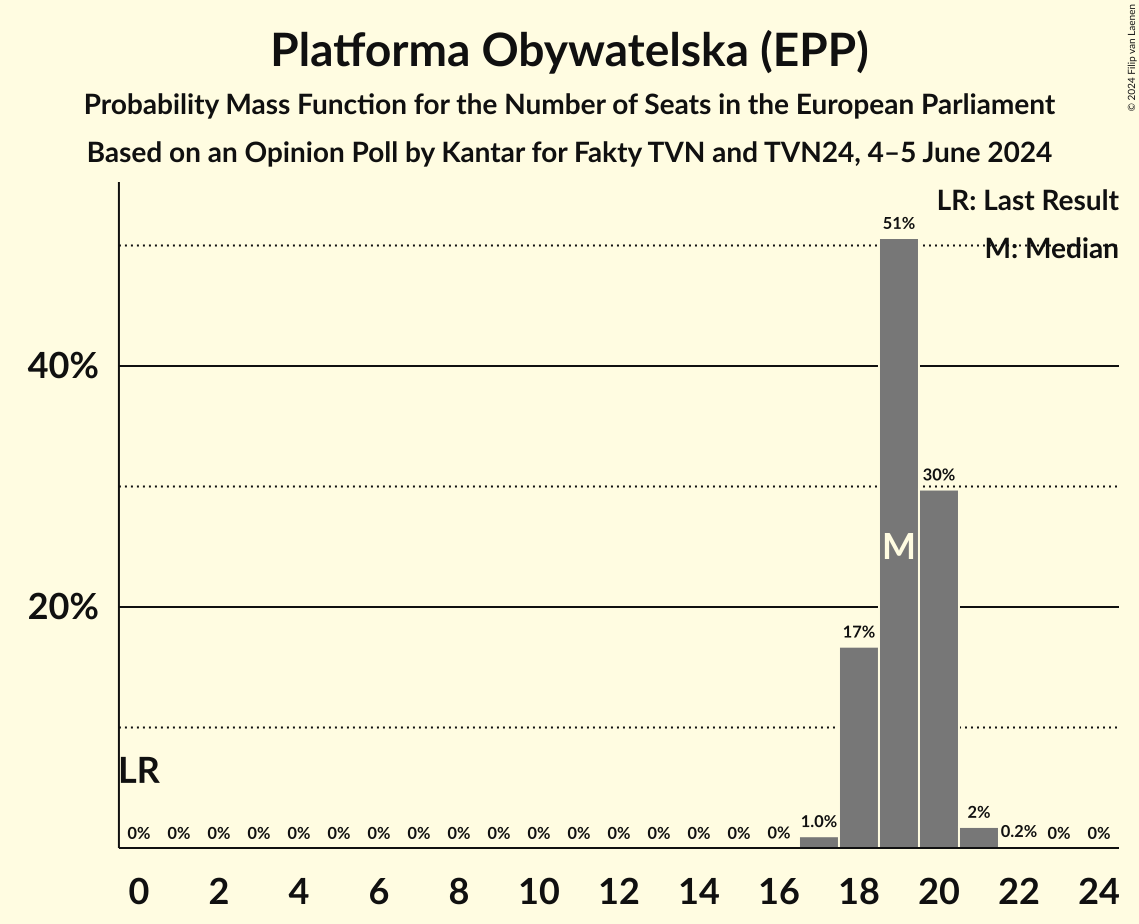 Platforma Obywatelska (EPP)
Probability Mass Function for the Number of Seats in the European Parliament
Based on an Opinion Poll by Kantar for Fakty TVN and TVN24, 4–5 June 2024
© 2024 Filip van Laenen
LR: Last Result
M: Median
51%
40%
30%
M
20%
17%
LR
0% 0% 0% 0% 0% 0% 0% 0% 0% 0% 0% 0% 0% 0% 0% 0% 0% 1.0% 2% 0.2% 0% 0%
0 2 4 6 8 10 12 14 16 18 20 22 24